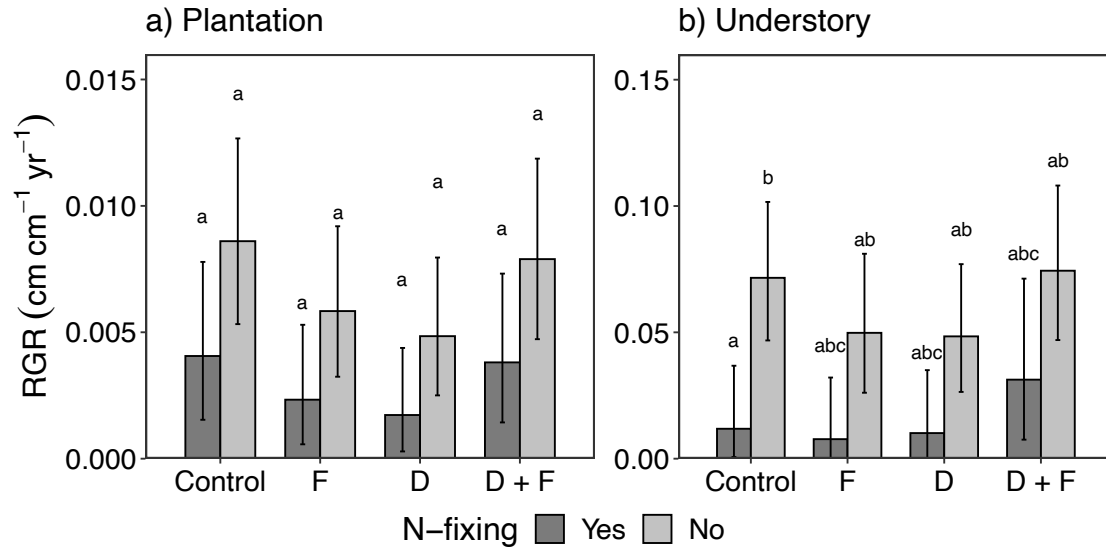 a) Plantation
b) Understory
RGR (cm cm⁻¹ yr⁻¹)
0.015
0.010
0.005
0.000
a
a
a
a
a
a
a
a
Control
F
D
D + F
0.15
0.10
0.05
0.00
a
b
abc
ab
abc
ab
abc
ab
Control
F
D
D + F
N−fixing Yes No